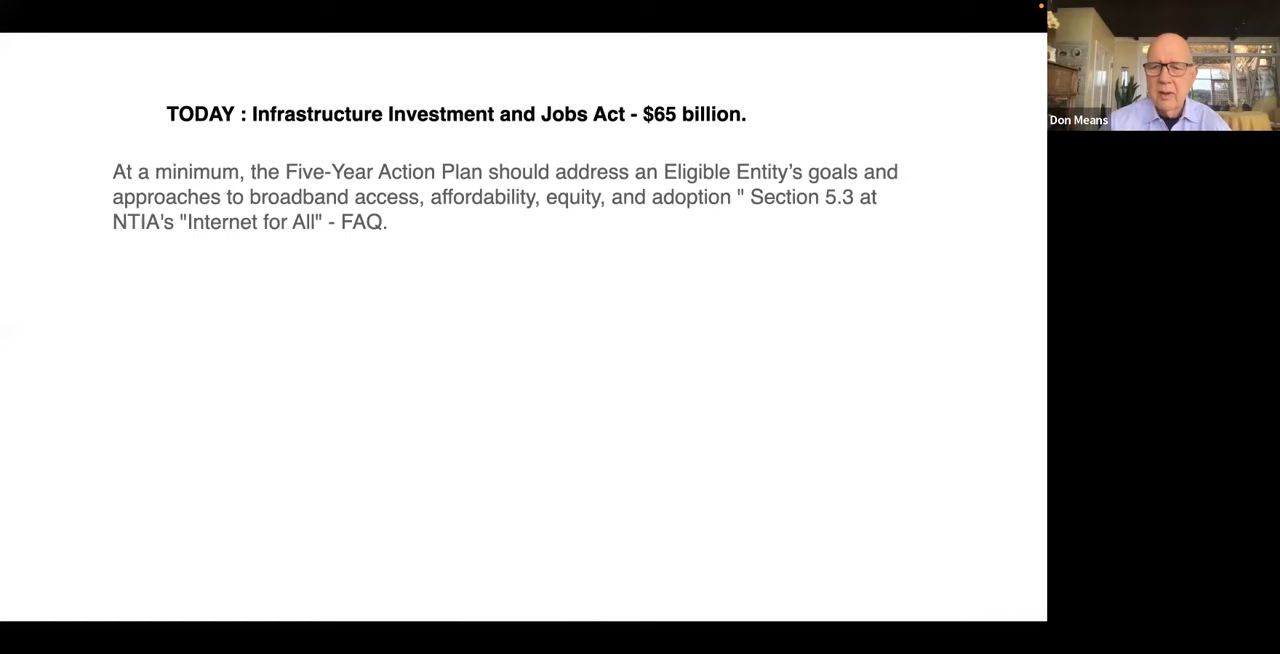 TODAY : Infrastructure Investment and Jobs Act - $65 billion.
At a minimum, the Five-Year Action Plan should address an Eligible Entity’s goals and
approaches to broadband access, affordability, equity, and adoption " Section 5.3 at
NTIA's "Internet for All" - FAQ.
Don Means